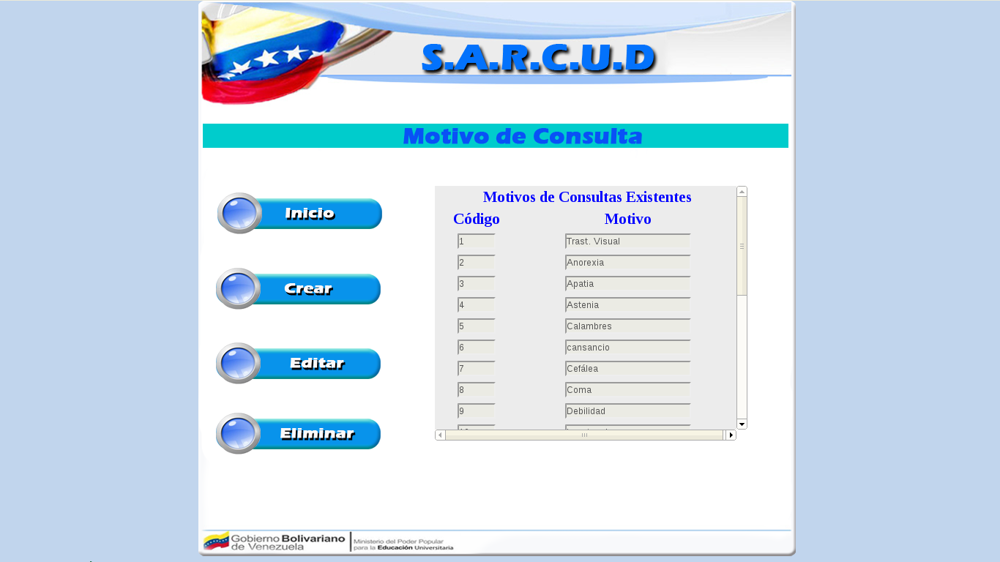 S.A.R.C.U.D
Motivo de Consulta
Inicio
Crear
Editar
Eliminar
Motivos de Consultas Existentes
Código Motivo
1 Trast. Visual
2 Anorexia
3 Apatia
4 Astenia
5 Calambres
6 cansancio
7 Cefálea
8 Coma
9 Debilidad
Gobierno Bolivariano
de Venezuela
Ministerio del Poder Popular
para la Educación Universitaria